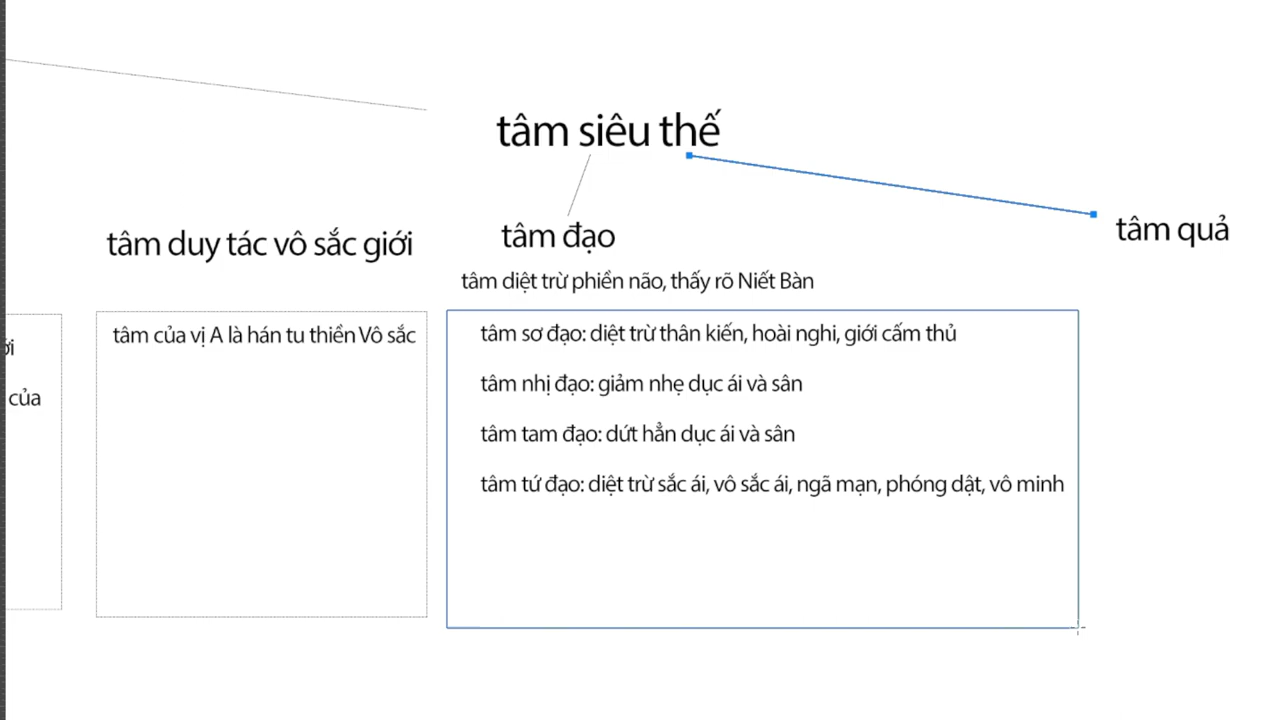 tâm siêu thế
tâm quả
tâm đạo
tâm duy tác vô sắc giới
tâm diệt trừ phiền não, thấy rõ Niết Bàn
của
tâm của vị A là hán tu thiền Vô sắc
tâm sơ đạo: diệt trừ thân kiến, hoài nghi, giới cấm thủ
tâm nhị đạo: giảm nhẹ dục ái và sân
tâm tam đạo: dứt hẳn dục ái và sân
tâm tứ đạo: diệt trừ sắc ái, vô sắc ái, ngã mạn, phóng dật, vô minh